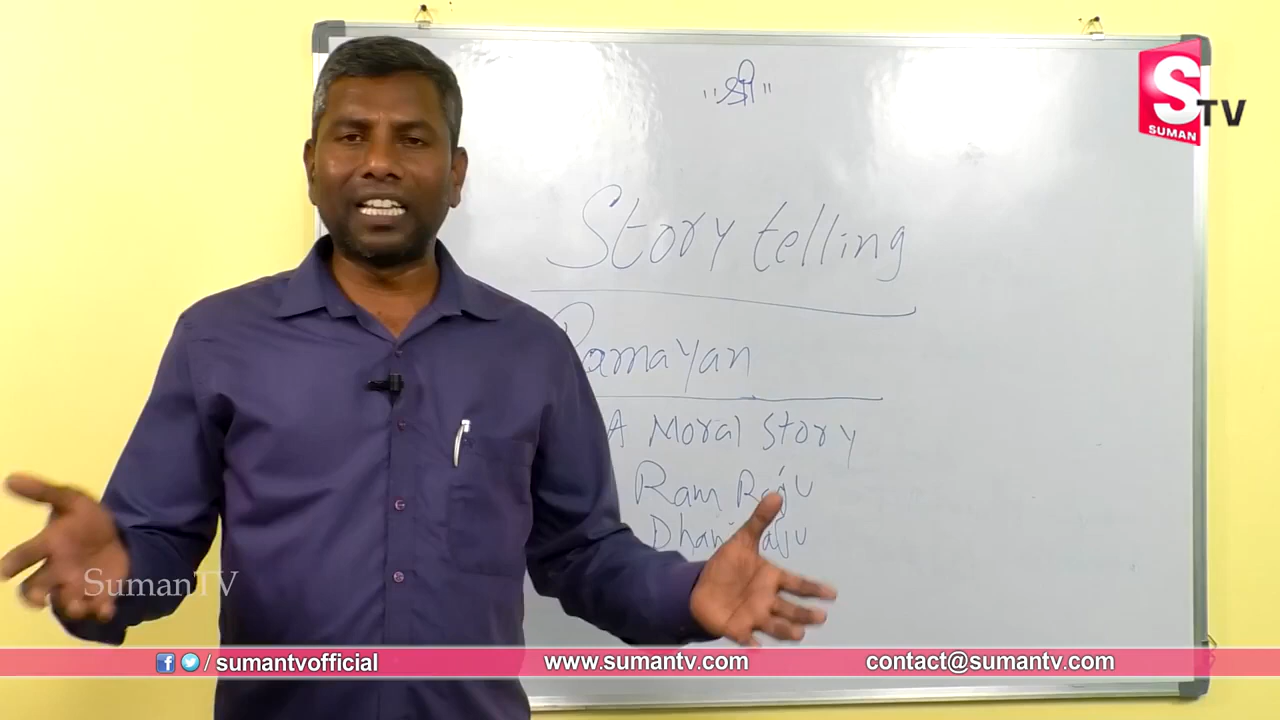 "श्री"
S TV
SUMAN
Story telling
Ramayan
A Moral Story
Ram Raju
SumanTV
/ sumantvofficial
www.sumantv.com
contact@sumantv.com